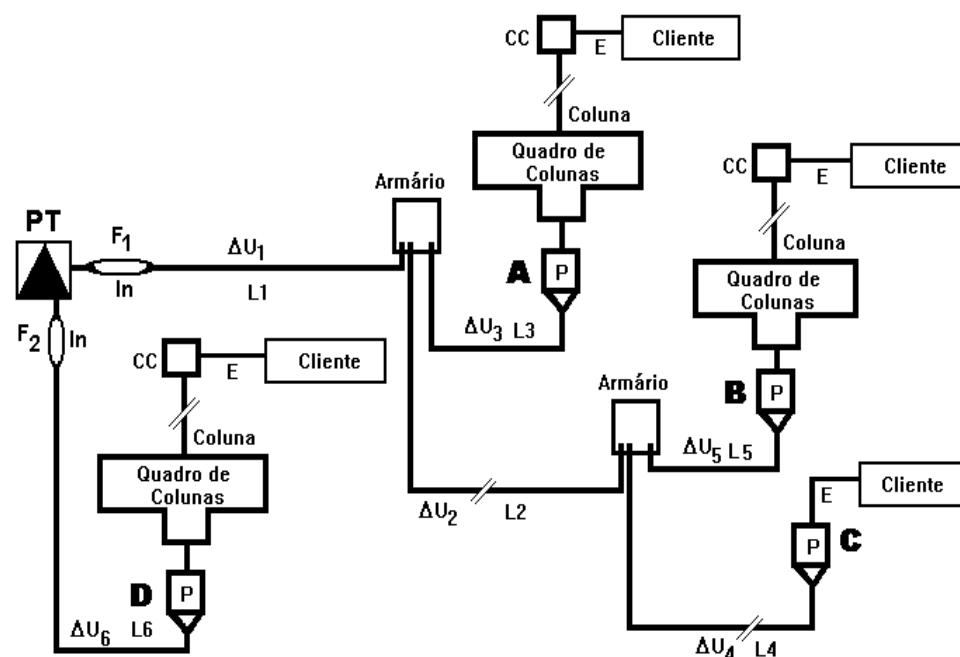 CC
E
Cliente
Coluna
Quadro de
Colunas
Armário
CC
E
Cliente
PT
F1
ΔU1
In
L1
A
P
Coluna
Quadro de
Colunas
ΔU3 L3
F2
In
CC
E
Cliente
Armário
B
P
Coluna
ΔU5 L5
Quadro de
Colunas
ΔU2
L2
E
Cliente
C
P
D
P
ΔU6
L6
ΔU4
L4